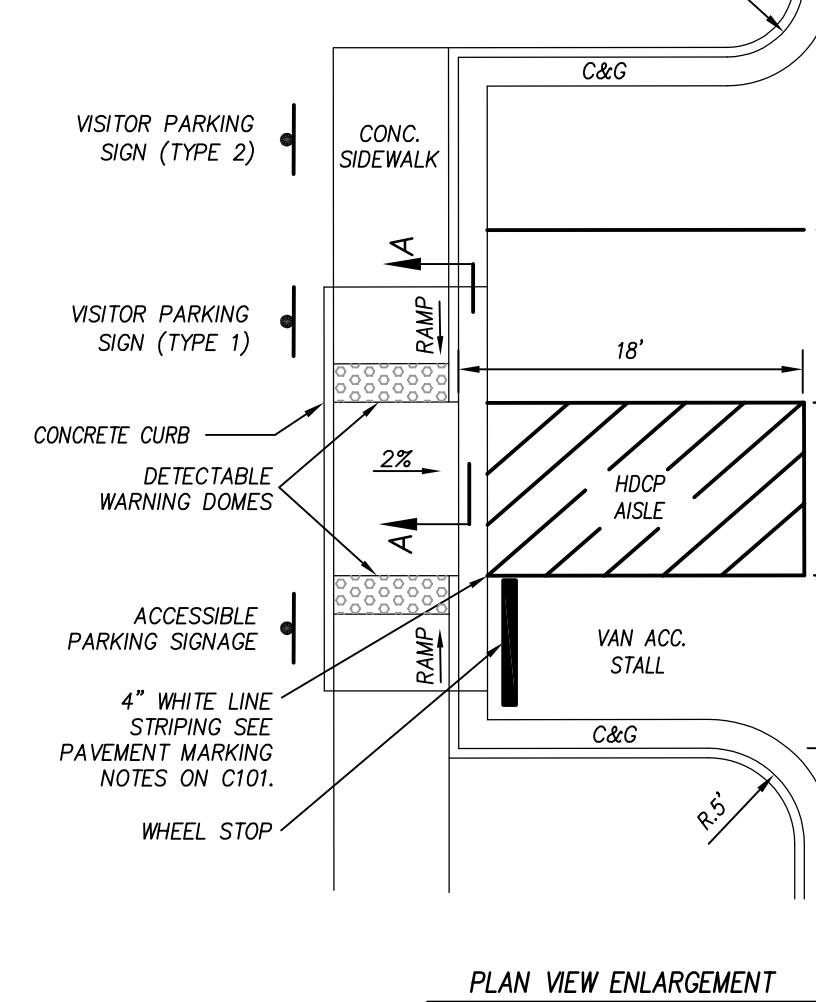 C&G
VISITOR PARKING
SIGN (TYPE 2)
CONC.
SIDEWALK
A
VISITOR PARKING
SIGN (TYPE 1)
RAMP
18'
CONCRETE CURB
2%
DETECTABLE
WARNING DOMES
HDCP
AISLE
A
ACCESSIBLE
PARKING SIGNAGE
RAMP
VAN ACC.
STALL
4" WHITE LINE
STRIPING SEE
PAVEMENT MARKING
NOTES ON C101.
C&G
WHEEL STOP
R.5'
PLAN VIEW ENLARGEMENT